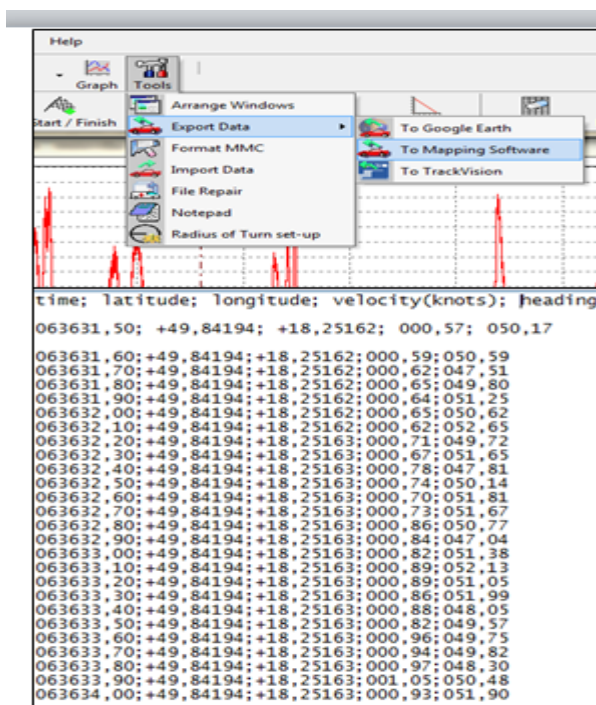 Help
Graph Tools
Start / Finish
Arrange Windows
Export Data
To Google Earth
Format MMC
To Mapping Software
Import Data
To TrackVision
File Repair
Notepad
Radius of Turn set-up
time; latitude; longitude; velocity(knots); heading
063631,50; +49,84194; +18,25162; 000,57; 050,17
063631,60;+49,84194;+18,25162;000,59;050,59
063631,70;+49,84194;+18,25162;000,62;047,51
063631,80;+49,84194;+18,25162;000,65;049,80
063631,90;+49,84194;+18,25162;000,64;051,25
063632,00;+49,84194;+18,25162;000,65;050,62
063632,10;+49,84194;+18,25162;000,62;052,65
063632,20;+49,84194;+18,25163;000,71;049,72
063632,30;+49,84194;+18,25163;000,67;051,65
063632,40;+49,84194;+18,25163;000,78;047,81
063632,50;+49,84194;+18,25163;000,74;050,14
063632,60;+49,84194;+18,25163;000,70;051,81
063632,70;+49,84194;+18,25163;000,73;051,67
063632,80;+49,84194;+18,25163;000,86;050,77
063632,90;+49,84194;+18,25163;000,84;047,04
063633,00;+49,84194;+18,25163;000,82;051,38
063633,10;+49,84194;+18,25163;000,89;052,13
063633,20;+49,84194;+18,25163;000,89;051,05
063633,30;+49,84194;+18,25163;000,86;051,99
063633,40;+49,84194;+18,25163;000,88;048,05
063633,50;+49,84194;+18,25163;000,82;049,57
063633,60;+49,84194;+18,25163;000,96;049,75
063633,70;+49,84194;+18,25163;000,94;049,82
063633,80;+49,84194;+18,25163;000,97;048,30
063633,90;+49,84194;+18,25163;001,05;050,48
063634,00;+49,84194;+18,25163;000,93;051,90